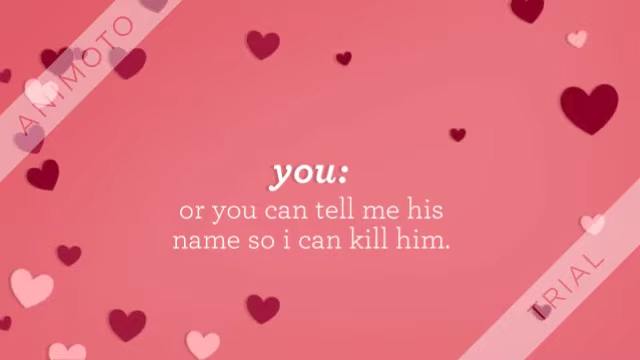 ANIMOTO
you:
or you can tell me his
name so i can kill him.
TRIAL